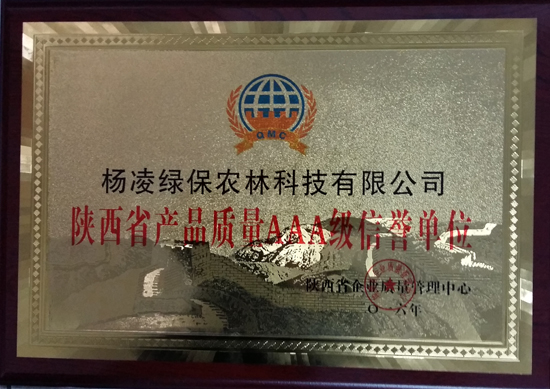 QMC
杨凌绿保农林科技有限公司
陕西省产品质量AAA级信誉单位
陕西省企业质量管理中心
六年